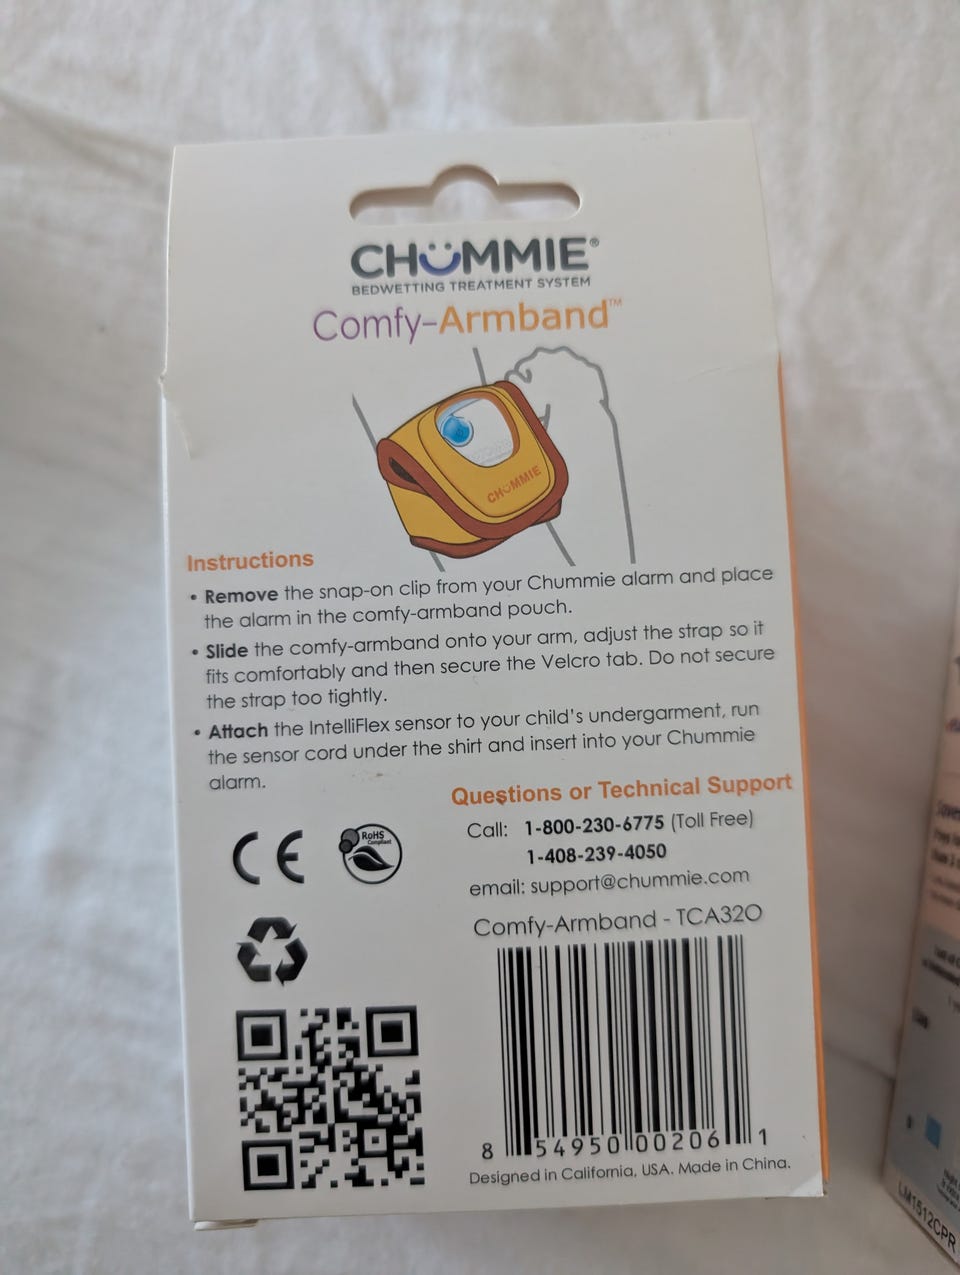 CHÜMMIE®
BEDWETTING TREATMENT SYSTEM
Comfy-Armband™
CHÜMMIE
Instructions
• Remove the snap-on clip from your Chummie alarm and place
the alarm in the comfy-armband pouch.
• Slide the comfy-armband onto your arm, adjust the strap so it
fits comfortably and then secure the Velcro tab. Do not secure
the strap too tightly.
• Attach the IntelliFlex sensor to your child's undergarment, run
the sensor cord under the shirt and insert into your Chummie
alarm.
Questions or Technical Support
Call: 1-800-230-6775 (Toll Free)
1-408-239-4050
email: support@chummie.com
CE
RoHS
Compliant
Comfy-Armband - TCA32O
8 54950 00206 1
Designed in California, USA. Made in China.
LM1512CPR